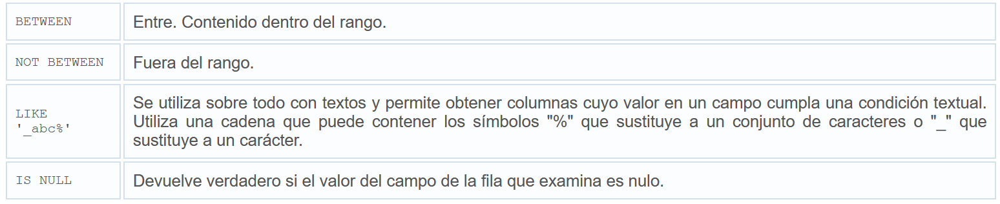 BETWEEN
Entre. Contenido dentro del rango.
NOT BETWEEN
Fuera del rango.
LIKE
'_abc%'
Se utiliza sobre todo con textos y permite obtener columnas cuyo valor en un campo cumpla una condición textual.
Utiliza una cadena que puede contener los símbolos "%" que sustituye a un conjunto de caracteres o "_" que
sustituye a un carácter.
IS NULL
Devuelve verdadero si el valor del campo de la fila que examina es nulo.